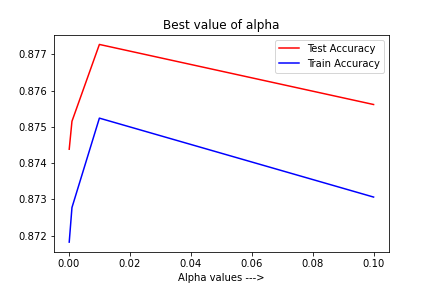 Best value of alpha
Test Accuracy
Train Accuracy
0.877
0.876
0.875
0.874
0.873
0.872
0.00 0.02 0.04 0.06 0.08 0.10
Alpha values --->